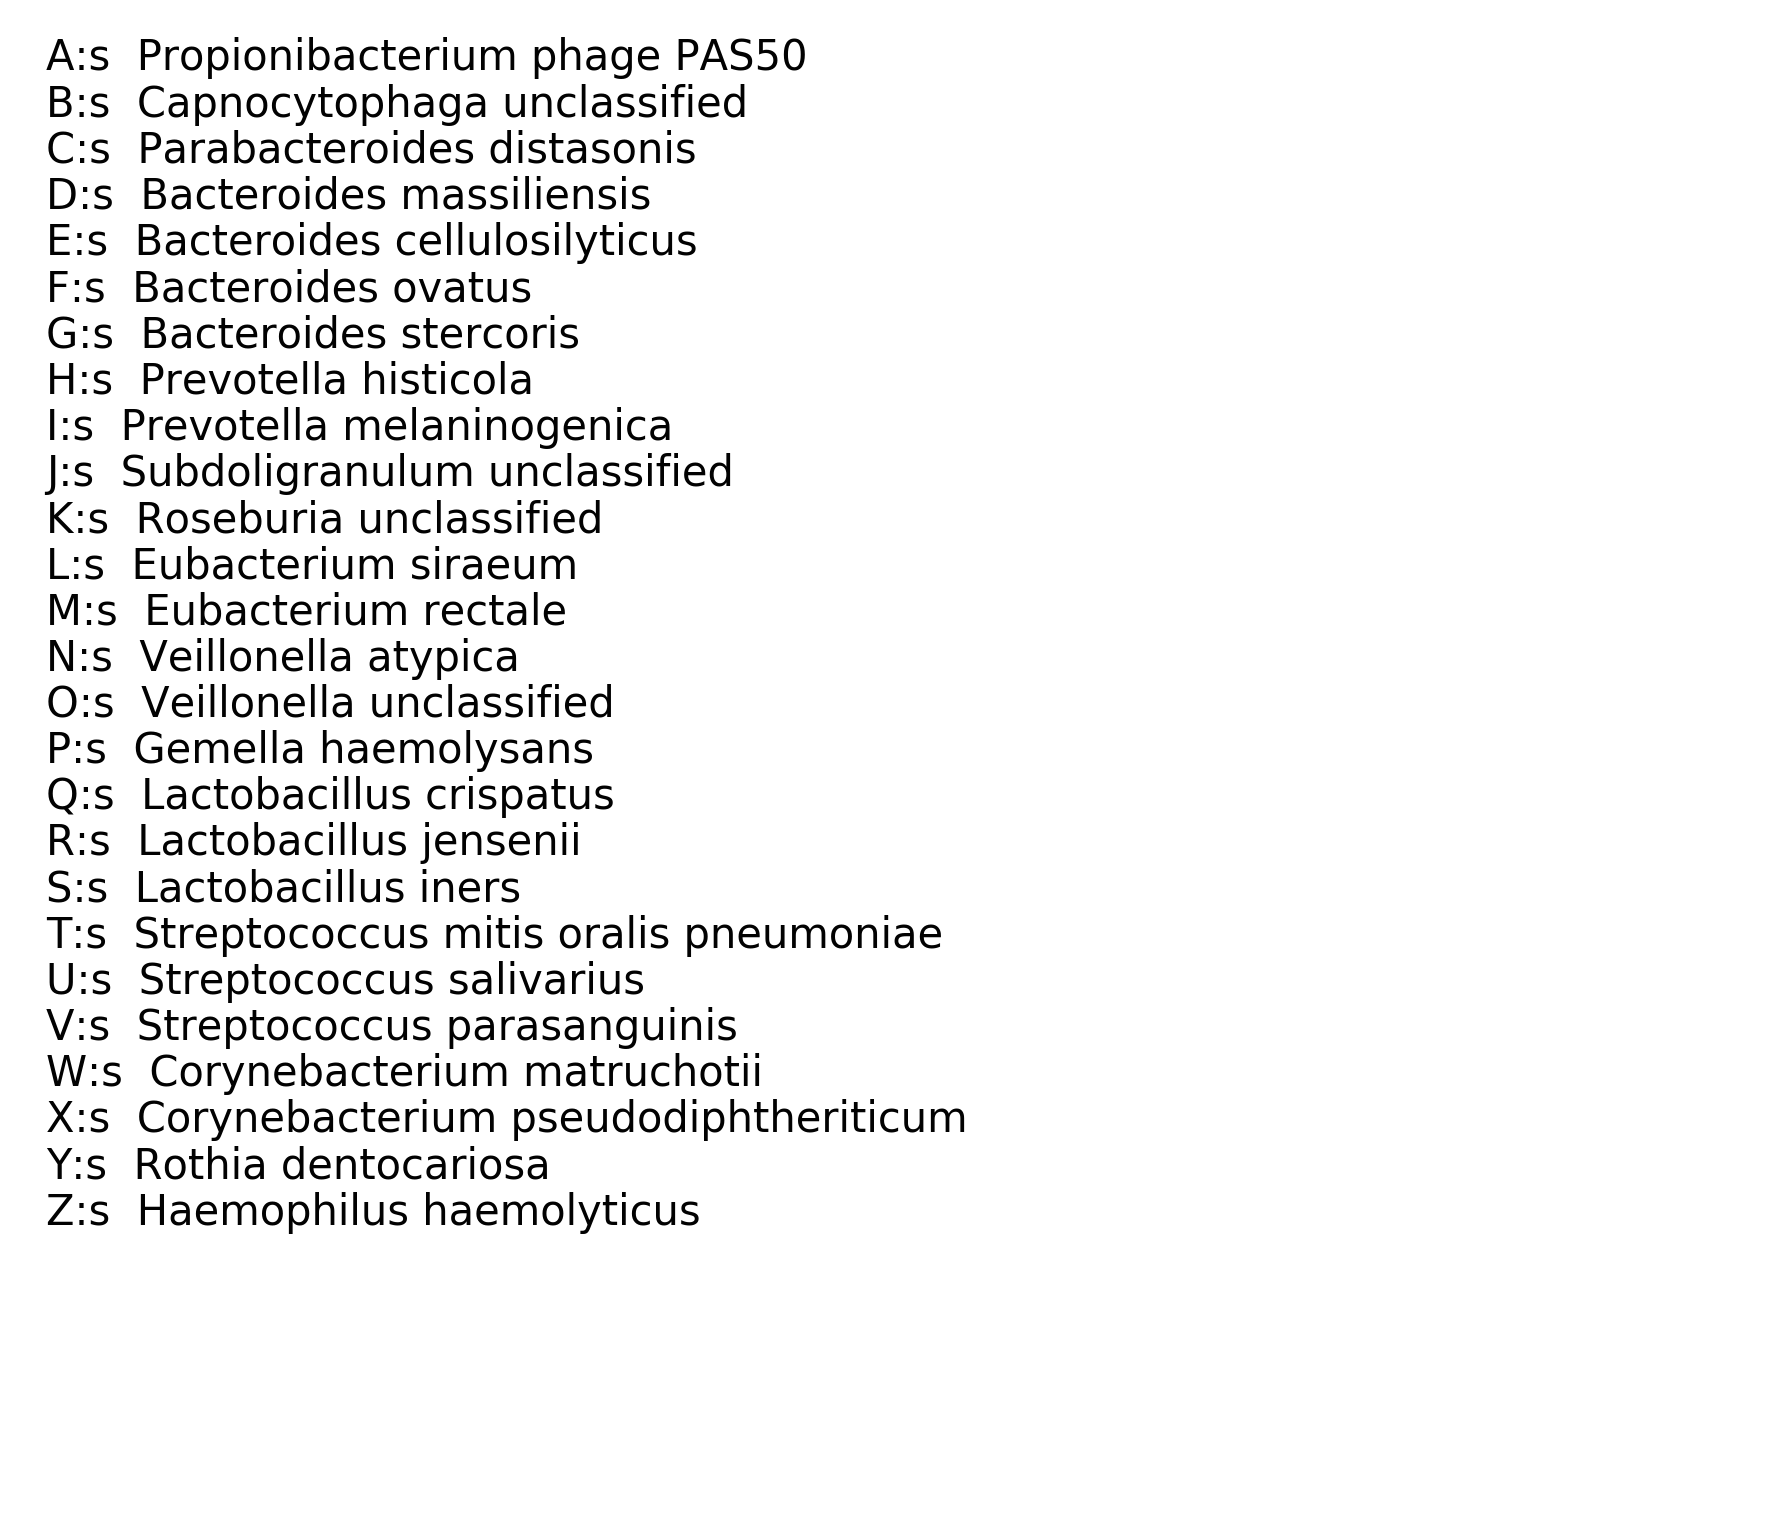 A:s  Propionibacterium phage PAS50
B:s  Capnocytophaga unclassified
C:s  Parabacteroides distasonis
D:s  Bacteroides massiliensis
E:s  Bacteroides cellulosilyticus
F:s  Bacteroides ovatus
G:s  Bacteroides stercoris
H:s  Prevotella histicola
I:s  Prevotella melaninogenica
J:s  Subdoligranulum unclassified
K:s  Roseburia unclassified
L:s  Eubacterium siraeum
M:s  Eubacterium rectale
N:s  Veillonella atypica
O:s  Veillonella unclassified
P:s  Gemella haemolysans
Q:s  Lactobacillus crispatus
R:s  Lactobacillus jensenii
S:s  Lactobacillus iners
T:s  Streptococcus mitis oralis pneumoniae
U:s  Streptococcus salivarius
V:s  Streptococcus parasanguinis
W:s  Corynebacterium matruchotii
X:s  Corynebacterium pseudodiphtheriticum
Y:s  Rothia dentocariosa
Z:s  Haemophilus haemolyticus